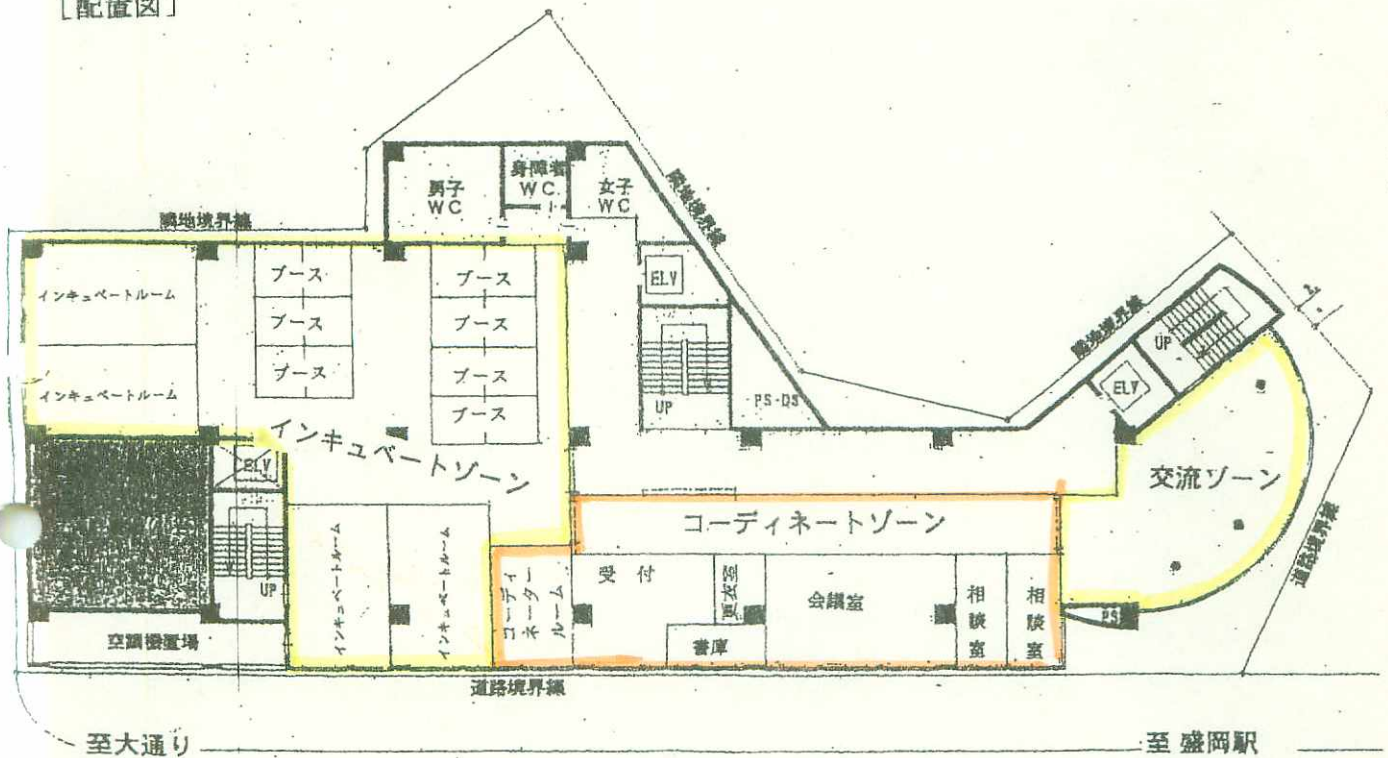 ［配置図］
男子
WC
身障者
WC
女子
WC
隣地境界線
隣地境界線
隣地境界線
インキュベートルーム
インキュベートルーム
ブース
ブース
ブース
ブース
ブース
ブース
ブース
ELV
UP
PS・DS
ELV
UP
インキュベートゾーン
交流ゾーン
道路境界線
ELV
UP
空調機置場
インキュベートルーム
インキュベートルーム
コーディネートゾーン
コーディ
ネーター
ルーム
受付
更衣室
書庫
会議室
相談室
相談室
PS
道路境界線
至大通り
至盛岡駅